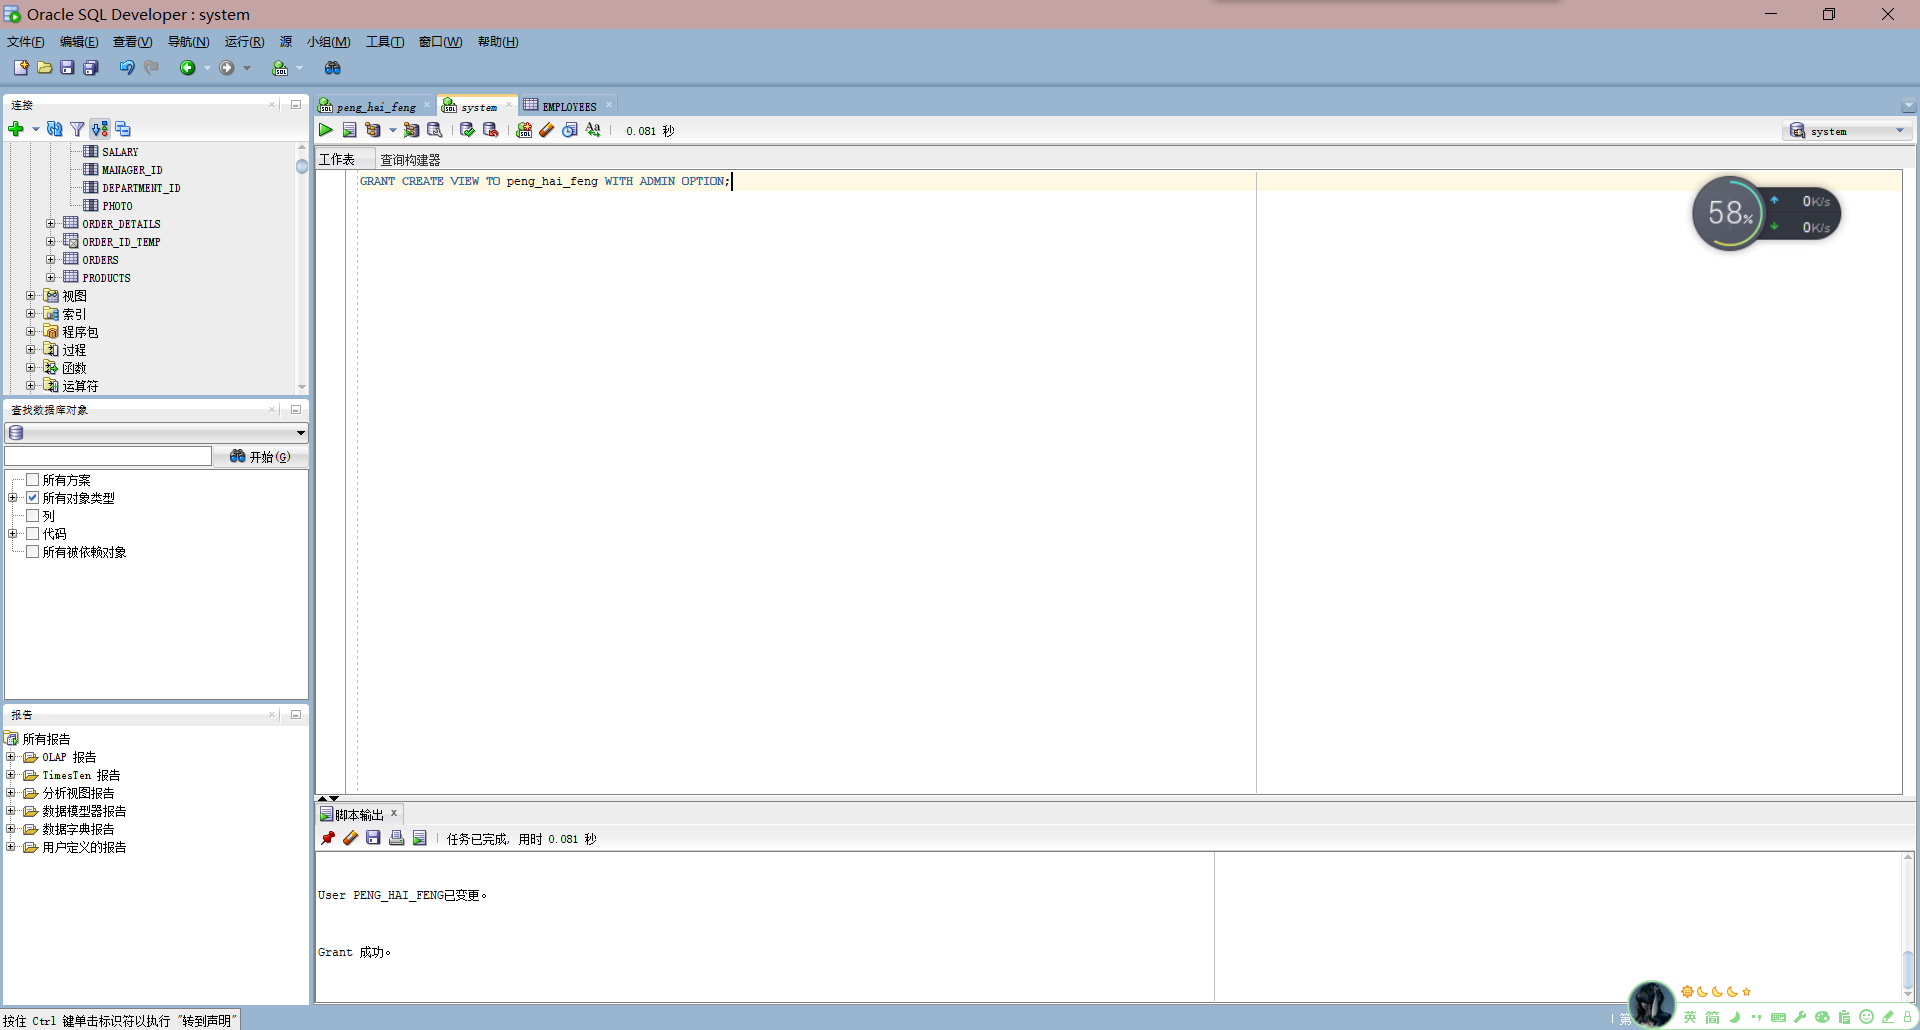 Oracle SQL Developer : system
文件(F) 编辑(E) 查看(V) 导航(N) 运行(R) 源 小组(M) 工具(T) 窗口(W) 帮助(H)
连接
SALARY
MANAGER_ID
DEPARTMENT_ID
PHOTO
ORDER_DETAILS
ORDER_ID_TEMP
ORDERS
PRODUCTS
视图
索引
程序包
过程
函数
运算符
查找数据库对象
开始(G)
所有方案
所有对象类型
列
代码
所有被依赖对象
报告
所有报告
OLAP 报告
TimesTen 报告
分析视图报告
数据模型器报告
数据字典报告
用户定义的报告
peng_hai_feng system EMPLOYEES
SQL Aa 0.081 秒 system
工作表 查询构建器
GRANT CREATE VIEW TO peng_hai_feng WITH ADMIN OPTION;
58%
0K/s
0K/s
脚本输出
任务已完成, 用时 0.081 秒
User PENG_HAI_FENG已变更。
Grant 成功。
按住 Ctrl 键单击标识符以执行 "转到声明"
第
英 简